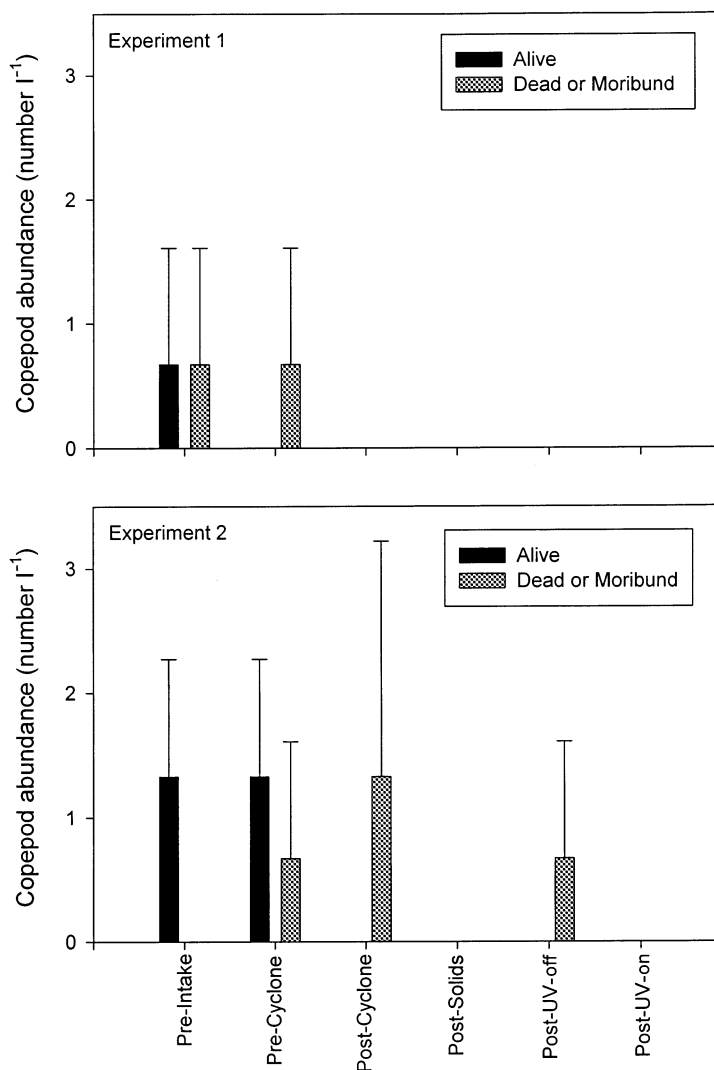 Experiment 1
Alive
Dead or Moribund
Copepod abundance (number l⁻¹)
3
2
1
0
Experiment 2
Alive
Dead or Moribund
Copepod abundance (number l⁻¹)
3
2
1
0
Pre-Intake
Pre-Cyclone
Post-Cyclone
Post-Solids
Post-UV-off
Post-UV-on